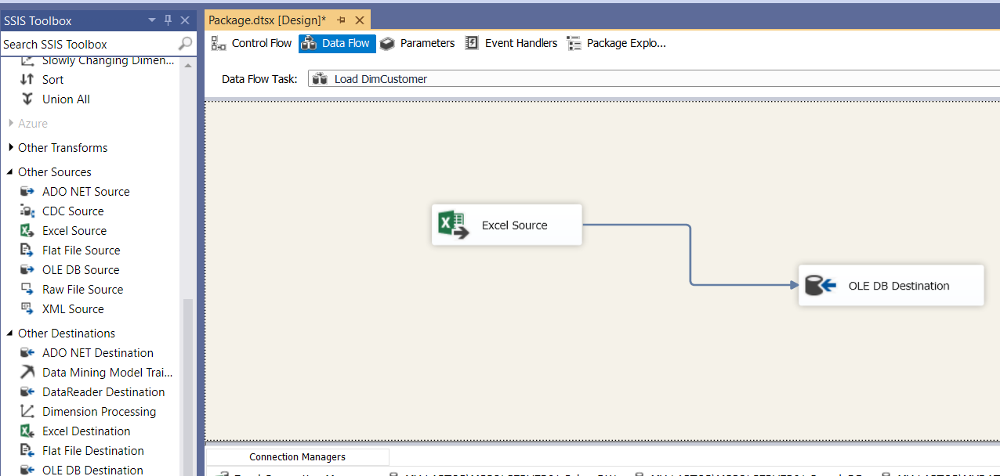 SSIS Toolbox
Search SSIS Toolbox
Slowly Changing Dimen...
Sort
Union All
Azure
Other Transforms
Other Sources
ADO NET Source
CDC Source
Excel Source
Flat File Source
OLE DB Source
Raw File Source
XML Source
Other Destinations
ADO NET Destination
Data Mining Model Trai...
DataReader Destination
Dimension Processing
Excel Destination
Flat File Destination
OLE DB Destination
Package.dtsx [Design]*
Control Flow Data Flow Parameters Event Handlers Package Explo...
Data Flow Task: Load DimCustomer
Excel Source
OLE DB Destination
Connection Managers